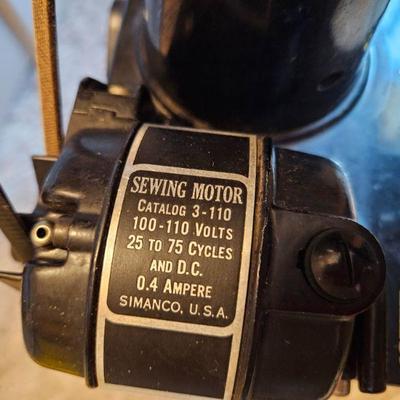 SEWING MOTOR
CATALOG 3-110
100-110 VOLTS
25 TO 75 CYCLES
AND D.C.
0.4 AMPERE
SIMANCO, U.S.A.